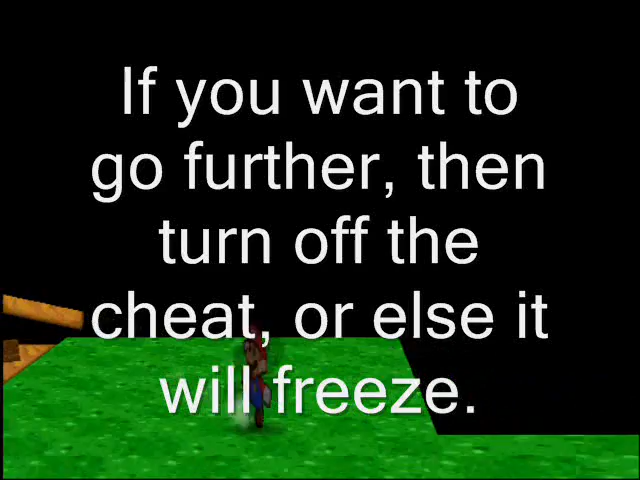 If you want to
go further, then
turn off the
cheat, or else it
will freeze.